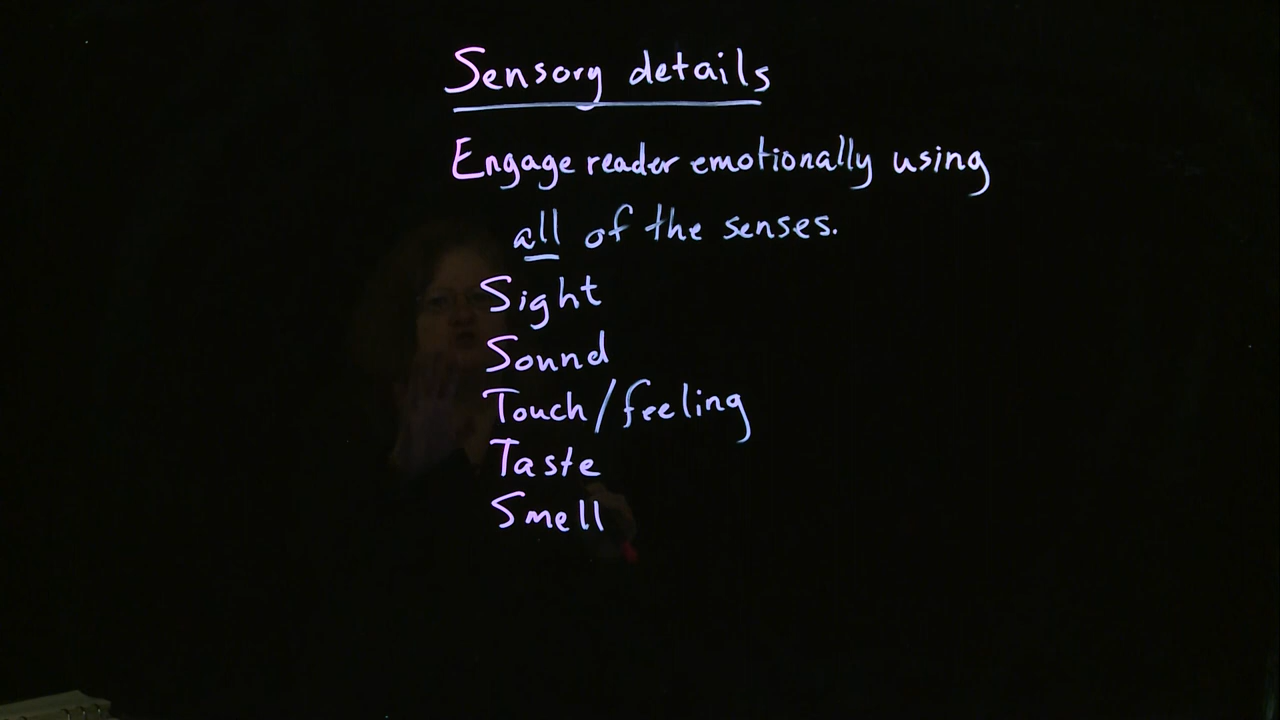 Sensory details
Engage reader emotionally using
all of the senses.
Sight
Sound
Touch/feeling
Taste
Smell